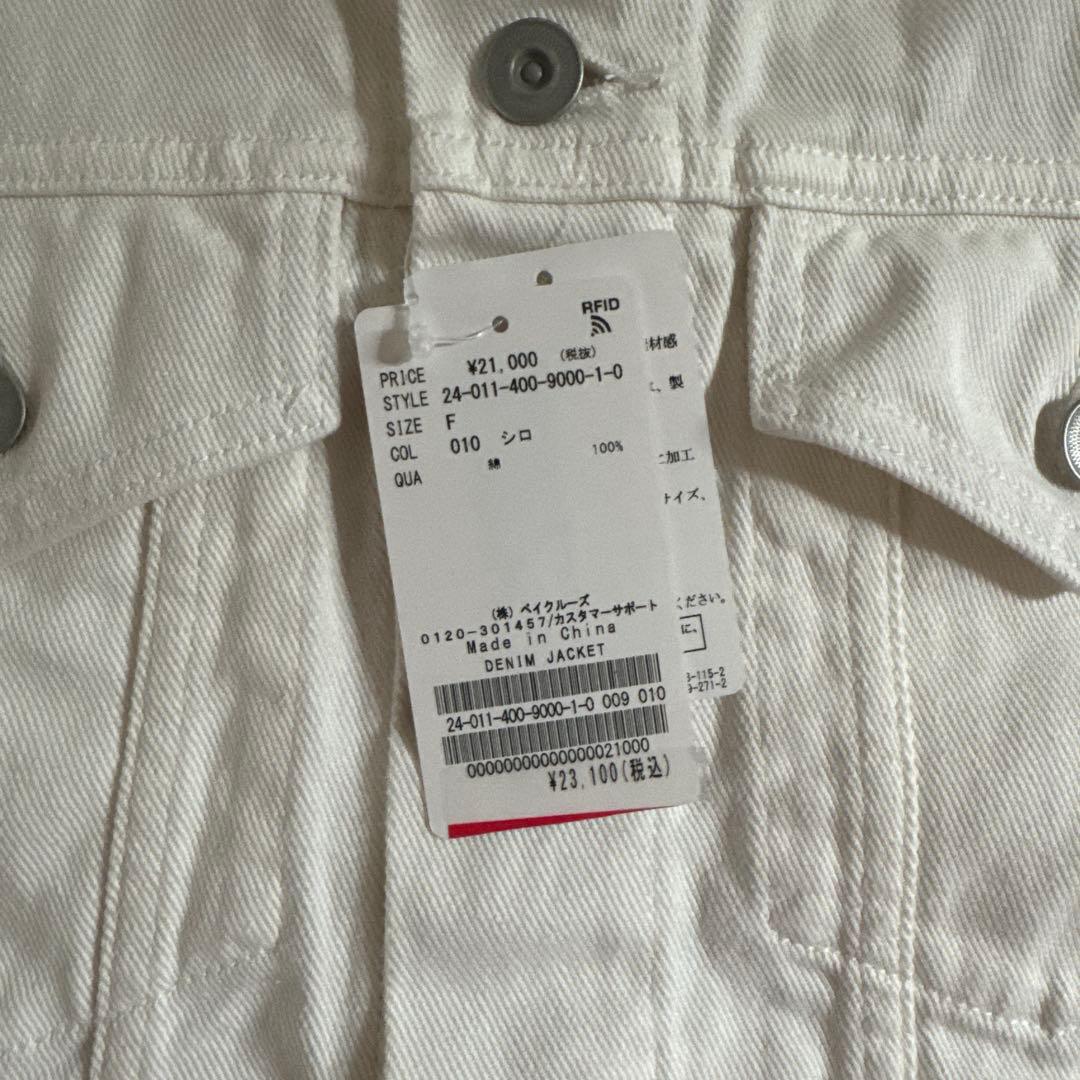 RFID
PRICE ¥21,000 (税抜)
STYLE 24-011-400-9000-1-0
SIZE F
COL 010 シロ
QUA 綿 100%
(株) ベイクルーズ
0120-301457/カスタマーサポート
Made in China
DENIM JACKET
24-011-400-9000-1-0 009 010
00000000000000021000
¥23,100(税込)
材感
、製
加工
サイズ、
ください。
に、
-115-2
-271-2